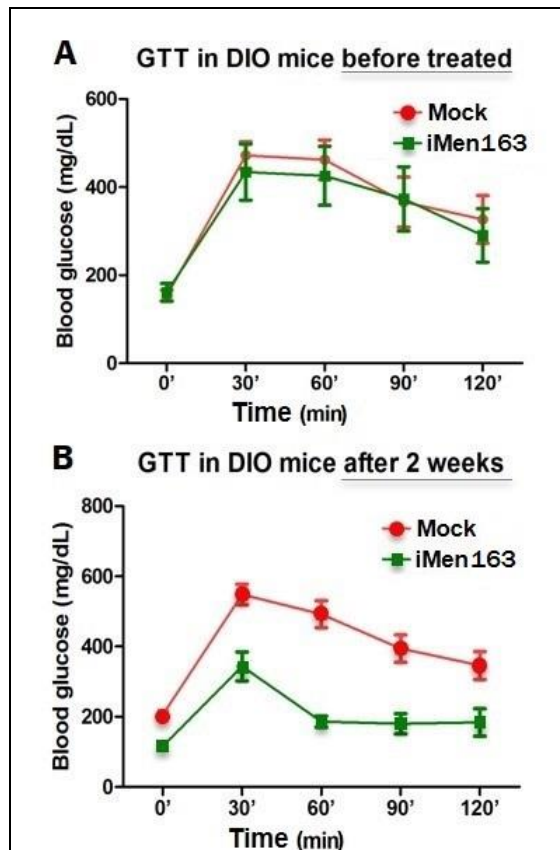 A GTT in DIO mice before treated
600
Mock
iMen163
400
200
0
Blood glucose (mg/dL)
0' 30' 60' 90' 120'
Time (min)
B GTT in DIO mice after 2 weeks
800
Mock
iMen163
600
400
200
0
Blood glucose (mg/dL)
0' 30' 60' 90' 120'
Time (min)